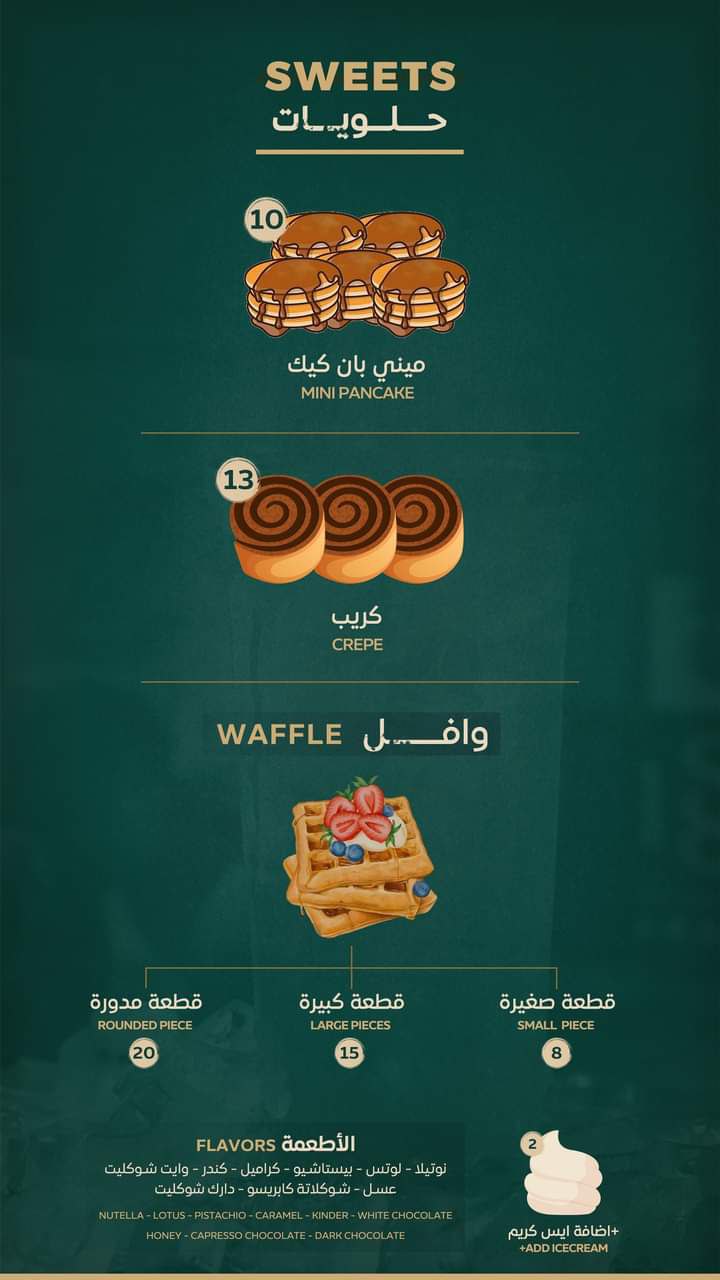 SWEETS
حلويات
10
ميني بان كيك
MINI PANCAKE
13
كريب
CREPE
WAFFLE وافل
قطعة صغيرة
SMALL PIECE
8
قطعة كبيرة
LARGE PIECES
15
قطعة مدورة
ROUNDED PIECE
20
الأطعمة FLAVORS
نوتيلا - لوتس - بيستاشيو - كراميل - كندر - وايت شوكليت
عسل - شوكلاتة كابريسو - دارك شوكليت
NUTELLA - LOTUS - PISTACHIO - CARAMEL - KINDER - WHITE CHOCOLATE
HONEY - CAPRESSO CHOCOLATE - DARK CHOCOLATE
2
+اضافة ايس كريم
+ADD ICECREAM